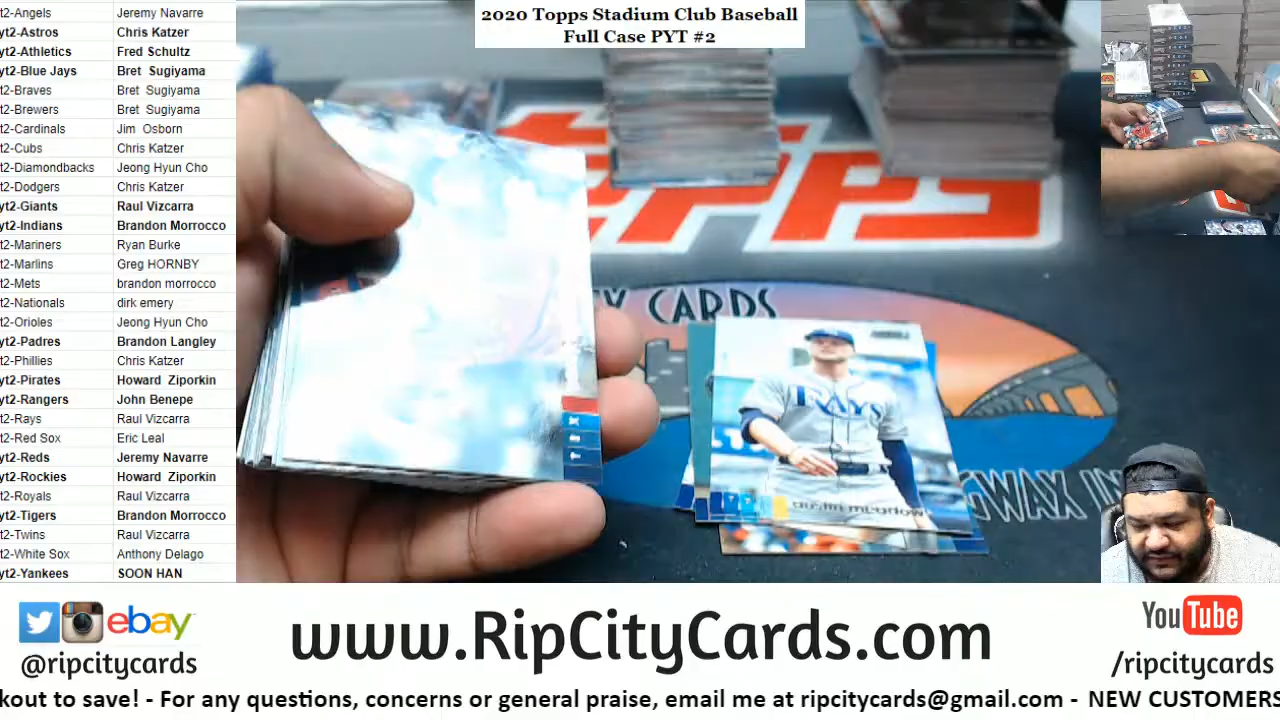 2020 Topps Stadium Club Baseball
Full Case PYT #2
t2-Angels Jeremy Navarre
yt2-Astros Chris Katzer
yt2-Athletics Fred Schultz
yt2-Blue Jays Bret Sugiyama
t2-Braves Bret Sugiyama
t2-Brewers Bret Sugiyama
t2-Cardinals Jim Osborn
t2-Cubs Chris Katzer
t2-Diamondbacks Jeong Hyun Cho
t2-Dodgers Chris Katzer
yt2-Giants Raul Vizcarra
yt2-Indians Brandon Morrocco
t2-Mariners Ryan Burke
t2-Marlins Greg HORNBY
t2-Mets brandon morrocco
t2-Nationals dirk emery
t2-Orioles Jeong Hyun Cho
yt2-Padres Brandon Langley
t2-Phillies Chris Katzer
yt2-Pirates Howard Ziporkin
yt2-Rangers John Benepe
t2-Rays Raul Vizcarra
t2-Red Sox Eric Leal
yt2-Reds Jeremy Navarre
yt2-Rockies Howard Ziporkin
t2-Royals Raul Vizcarra
yt2-Tigers Brandon Morrocco
t2-Twins Raul Vizcarra
t2-White Sox Anthony Delago
yt2-Yankees SOON HAN
CARDS
RAYS
GWAX IN
ebay
@ripcitycards
www.RipCityCards.com
YouTube
/ripcitycards
kout to save! - For any questions, concerns or general praise, email me at ripcitycards@gmail.com - NEW CUSTOMERS